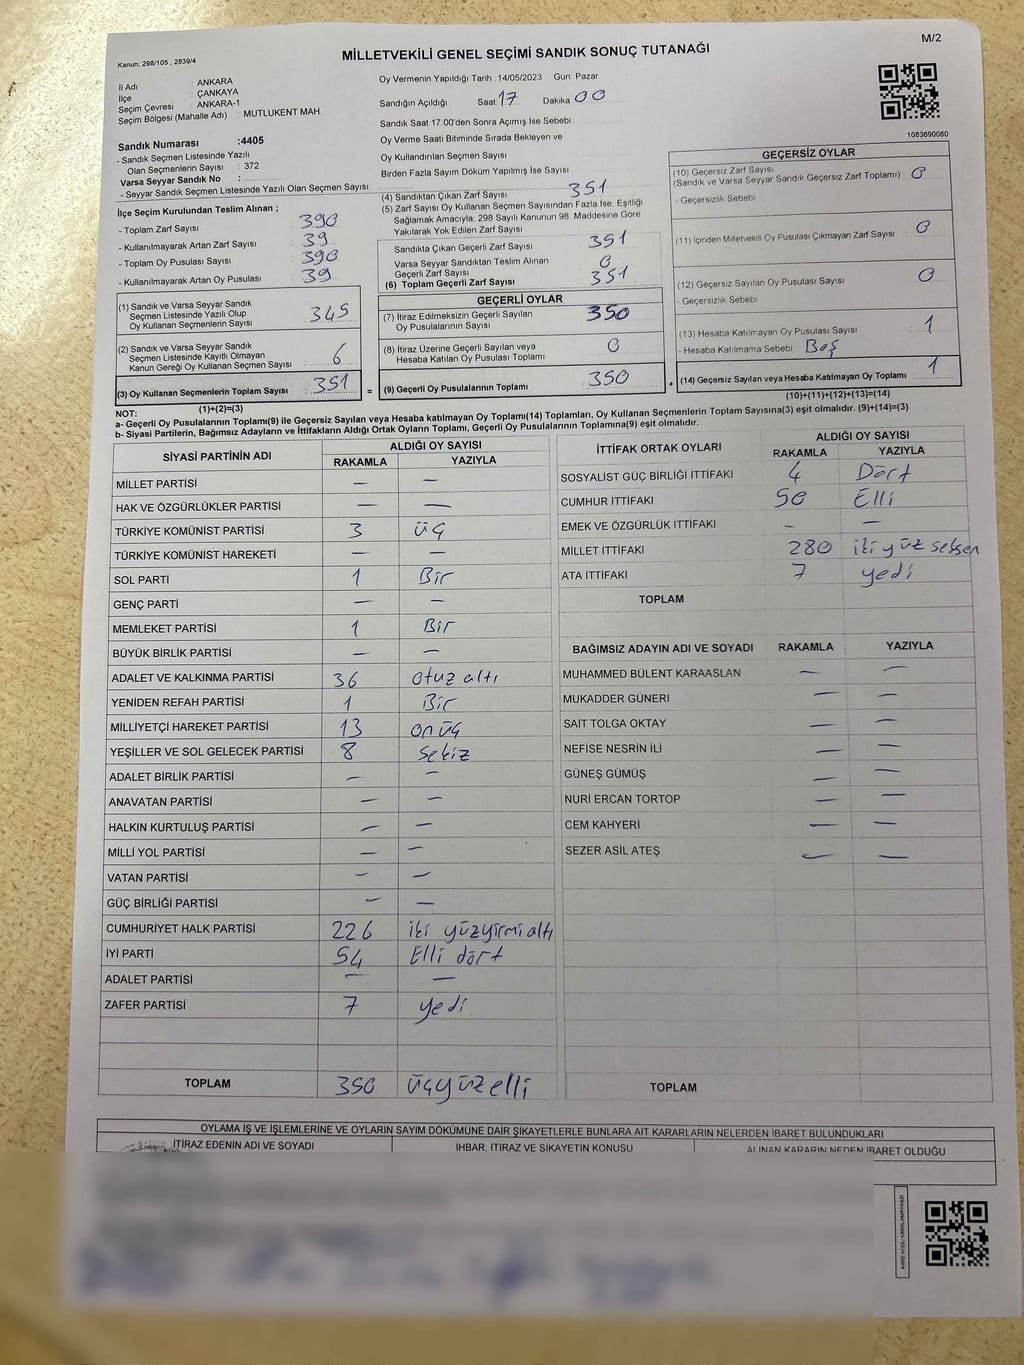 M/2
Kanun: 298/105 , 2839/4
MİLLETVEKİLİ GENEL SEÇİMİ SANDIK SONUÇ TUTANAĞI
İl Adı : ANKARA
İlçe : ÇANKAYA
Seçim Çevresi : ANKARA-1
Seçim Bölgesi (Mahalle Adı) : MUTLUKENT MAH
Sandık Numarası :4405
- Sandık Seçmen Listesinde Yazılı
Olan Seçmenlerin Sayısı : 372
Varsa Seyyar Sandık No :
- Seyyar Sandık Seçmen Listesinde Yazılı Olan Seçmen Sayısı:
Oy Vermenin Yapıldığı Tarih :14/05/2023 Gün: Pazar
Sandığın Açıldığı Saat:17 Dakika 00
Sandık Saat 17:00'den Sonra Açımış İse Sebebi
Oy Verme Saati Bitiminde Sırada Bekleyen ve
Oy Kullandırılan Seçmen Sayısı
Birden Fazla Sayım Döküm Yapılmış İse Sayısı
1083690080
İlçe Seçim Kurulundan Teslim Alınan ;
- Toplam Zarf Sayısı : 390
- Kullanılmayarak Artan Zarf Sayısı : 39
- Toplam Oy Pusulası Sayısı : 390
- Kullanılmayarak Artan Oy Pusulası : 39
(1) Sandık ve Varsa Seyyar Sandık
Seçmen Listesinde Yazılı Olup
Oy Kullanan Seçmenlerin Sayısı 345
(2) Sandık ve Varsa Seyyar Sandık
Seçmen Listesinde Kayıtlı Olmayan
Kanun Gereği Oy Kullanan Seçmen Sayısı 6
(3) Oy Kullanan Seçmenlerin Toplam Sayısı 351 =
(1)+(2)=(3)
(4) Sandıktan Çıkan Zarf Sayısı 351
(5) Zarf Sayısı Oy Kullanan Seçmen Sayısından Fazla İse, Eşitliği
Sağlamak Amacıyla, 298 Sayılı Kanunun 98. Maddesine Göre
Yakılarak Yok Edilen Zarf Sayısı
Sandıkta Çıkan Geçerli Zarf Sayısı 351
Varsa Seyyar Sandıktan Teslim Alınan
Geçerli Zarf Sayısı 0
(6) Toplam Geçerli Zarf Sayısı 351
GEÇERLİ OYLAR
(7) İtiraz Edilmeksizin Geçerli Sayılan
Oy Pusulalarının Sayısı 350
(8) İtiraz Üzerine Geçerli Sayılan veya
Hesaba Katılan Oy Pusulası Toplamı 0
(9) Geçerli Oy Pusulalarının Toplamı 350 +
GEÇERSİZ OYLAR
(10) Geçersiz Zarf Sayısı
(Sandık ve Varsa Seyyar Sandık Geçersiz Zarf Toplamı) 0
- Geçersizlik Sebebi
(11) İçinden Milletvekili Oy Pusulası Çıkmayan Zarf Sayısı 0
(12) Geçersiz Sayılan Oy Pusulası Sayısı 0
- Geçersizlik Sebebi
(13) Hesaba Katılmayan Oy Pusulası Sayısı 1
- Hesaba Katılmama Sebebi Boş
(14) Geçersiz Sayılan veya Hesaba Katılmayan Oy Toplamı 1
(10)+(11)+(12)+(13)=(14)
NOT:
a- Geçerli Oy Pusulalarının Toplamı(9) ile Geçersiz Sayılan veya Hesaba katılmayan Oy Toplamı(14) Toplamları, Oy Kullanan Seçmenlerin Toplam Sayısına(3) eşit olmalıdır. (9)+(14)=(3)
b- Siyasi Partilerin, Bağımsız Adayların ve İttifakların Aldığı Ortak Oyların Toplamı, Geçerli Oy Pusulalarının Toplamına(9) eşit olmalıdır.
SİYASİ PARTİNİN ADI ALDIĞI OY SAYISI
RAKAMLA YAZIYLA
MİLLET PARTİSİ — —
HAK VE ÖZGÜRLÜKLER PARTİSİ — —
TÜRKİYE KOMÜNİST PARTİSİ 3 üç
TÜRKİYE KOMÜNİST HAREKETİ — —
SOL PARTİ 1 Bir
GENÇ PARTİ — —
MEMLEKET PARTİSİ 1 Bir
BÜYÜK BİRLİK PARTİSİ — —
ADALET VE KALKINMA PARTİSİ 36 otuz altı
YENİDEN REFAH PARTİSİ 1 Bir
MİLLİYETÇİ HAREKET PARTİSİ 13 onüç
YEŞİLLER VE SOL GELECEK PARTİSİ 8 sekiz
ADALET BİRLİK PARTİSİ — —
ANAVATAN PARTİSİ — —
HALKIN KURTULUŞ PARTİSİ — —
MİLLİ YOL PARTİSİ — —
VATAN PARTİSİ — —
GÜÇ BİRLİĞİ PARTİSİ — —
CUMHURİYET HALK PARTİSİ 226 iki yüzyirmi altı
İYİ PARTİ 54 Elli dört
ADALET PARTİSİ — —
ZAFER PARTİSİ 7 yedi
TOPLAM 350 üçyüzelli
İTTİFAK ORTAK OYLARI ALDIĞI OY SAYISI
RAKAMLA YAZIYLA
SOSYALİST GÜÇ BİRLİĞİ İTTİFAKI 4 Dört
CUMHUR İTTİFAKI 50 Elli
EMEK VE ÖZGÜRLÜK İTTİFAKI — —
MİLLET İTTİFAKI 280 iki yüz seksen
ATA İTTİFAKI 7 yedi
TOPLAM
BAĞIMSIZ ADAYIN ADI VE SOYADI RAKAMLA YAZIYLA
MUHAMMED BÜLENT KARAASLAN — —
MUKADDER GÜNERİ — —
SAİT TOLGA OKTAY — —
NEFİSE NESRİN İLİ — —
GÜNEŞ GÜMÜŞ — —
NURİ ERCAN TORTOP — —
CEM KAHYERİ — —
SEZER ASİL ATEŞ — —
TOPLAM
OYLAMA İŞ VE İŞLEMLERİNE VE OYLARIN SAYIM DÖKÜMÜNE DAİR ŞİKAYETLERLE BUNLARA AİT KARARLARIN NELERDEN İBARET BULUNDUKLARI
İTİRAZ EDENİN ADI VE SOYADI İHBAR, İTİRAZ VE ŞİKAYETİN KONUSU ALINAN KARARIN NEDEN İBARET OLDUĞU
KARE KODU KARALAMAYINIZ!